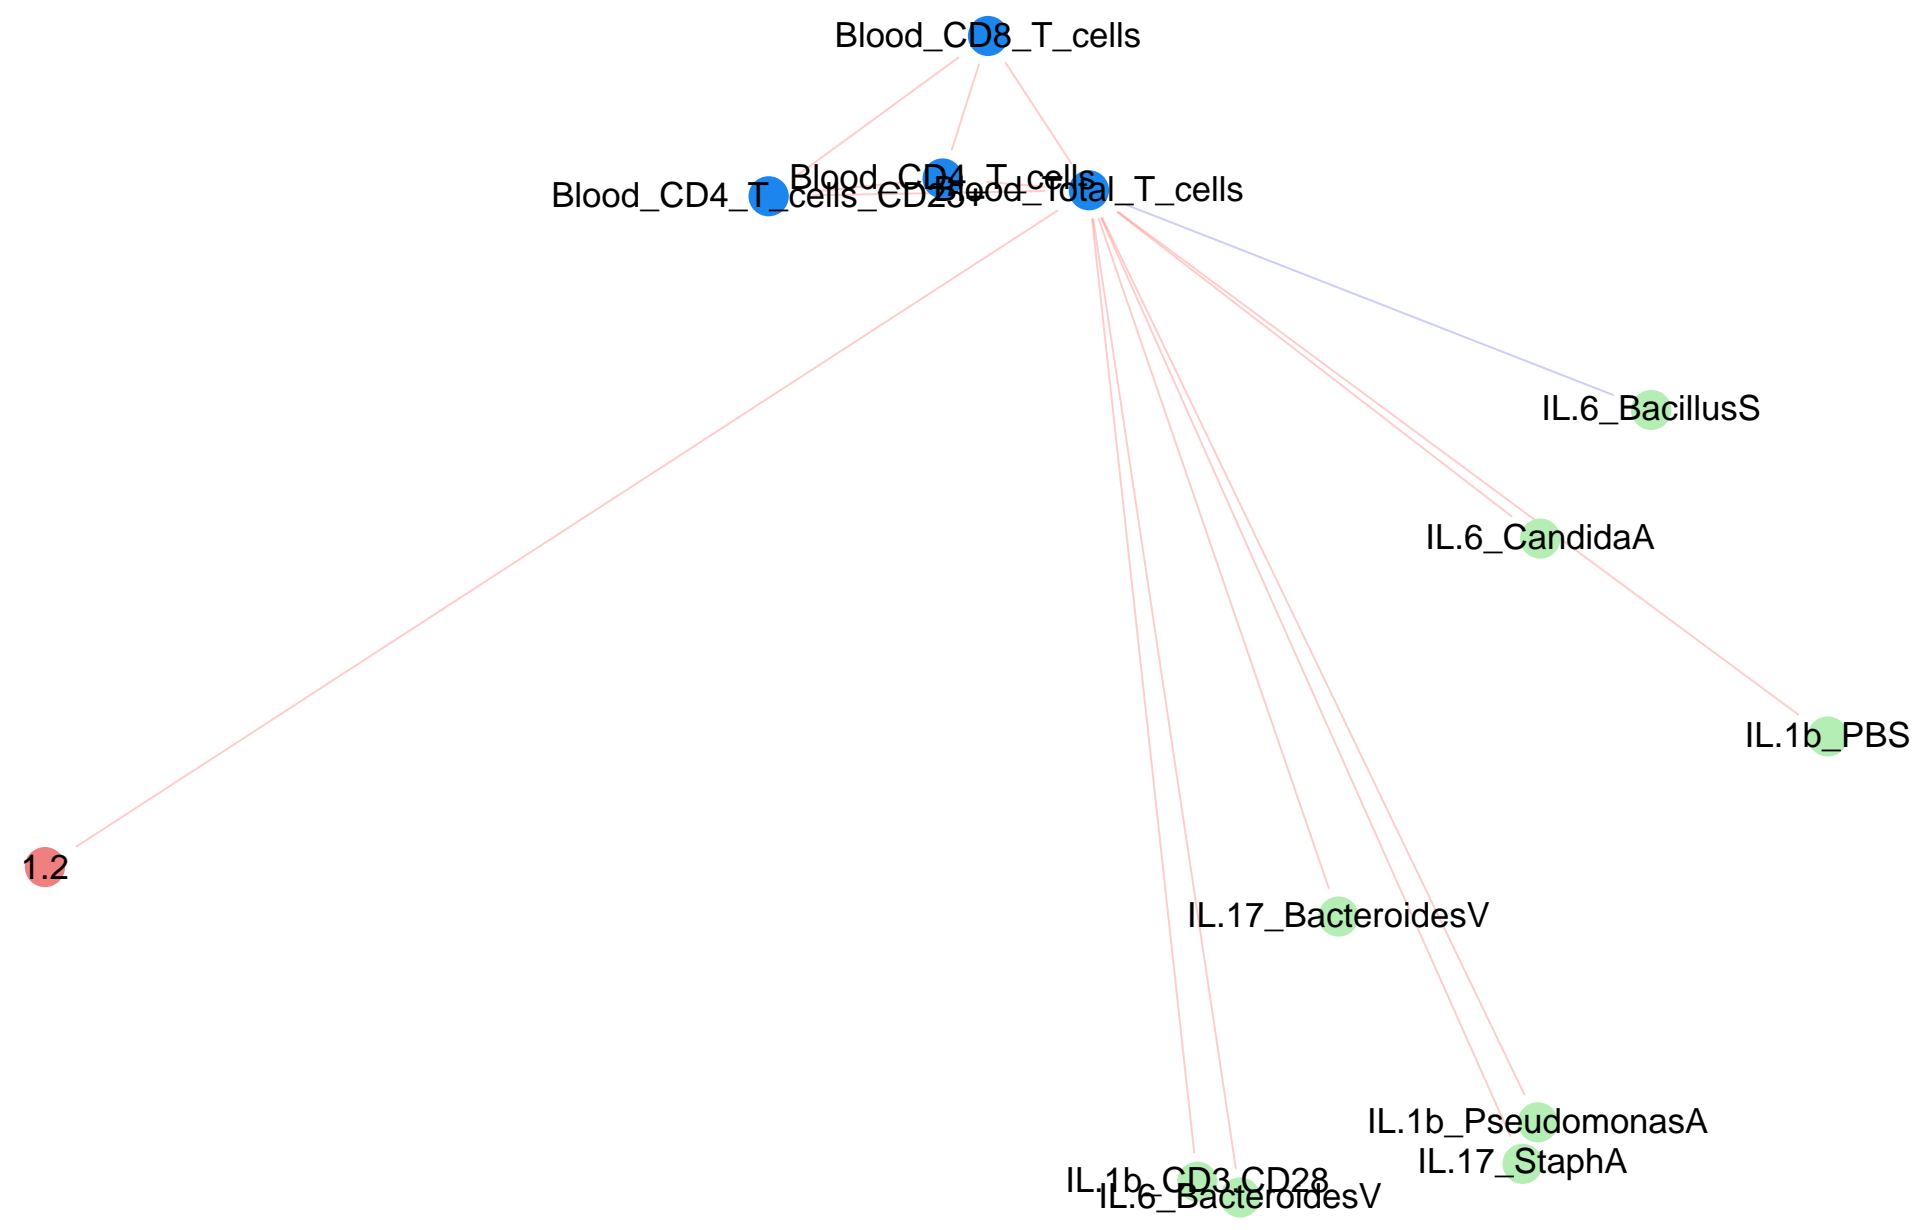 Blood_CD8_T_cells
Blood_CD4_T_cells
Blood_Total_T_cells
Blood_CD4_T_cells_CD25+
IL.6_BacillusS
IL.6_CandidaA
IL.1b_PBS
1.2
IL.17_BacteroidesV
IL.1b_PseudomonasA
IL.17_StaphA
IL.1b_CD3.CD28
IL.6_BacteroidesV